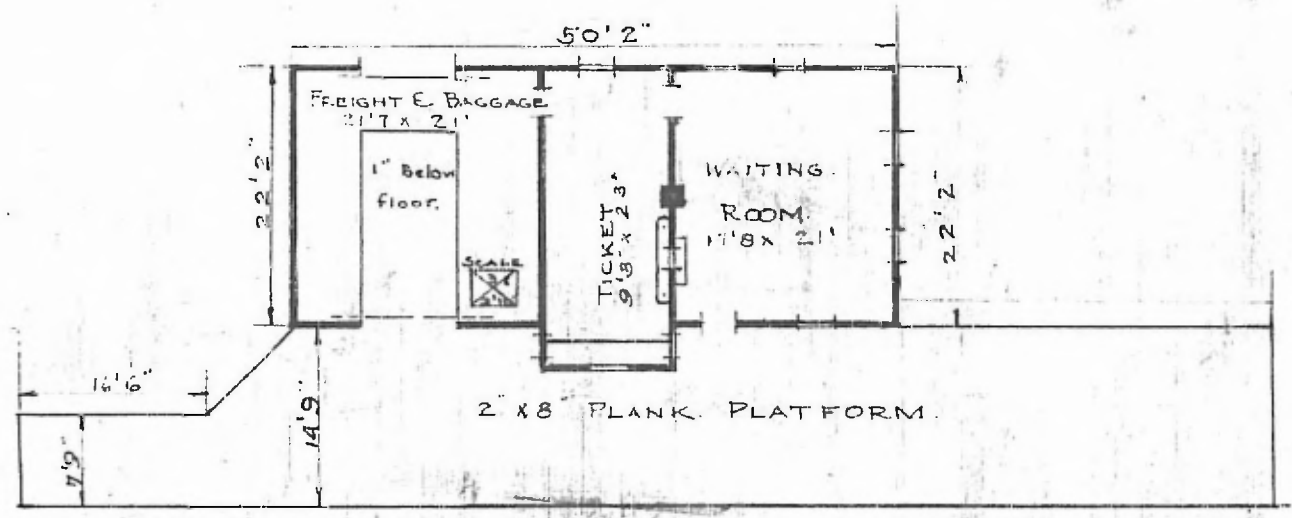 50' 2"
FREIGHT & BAGGAGE
21'7 x 21'
1" Below
floor.
22'2"
SCALE
TICKET
9'8" x 23'
WAITING
ROOM.
17'8 x 21'
22'2"
16'6"
14'9"
7'9"
2" x 8" PLANK. PLATFORM.